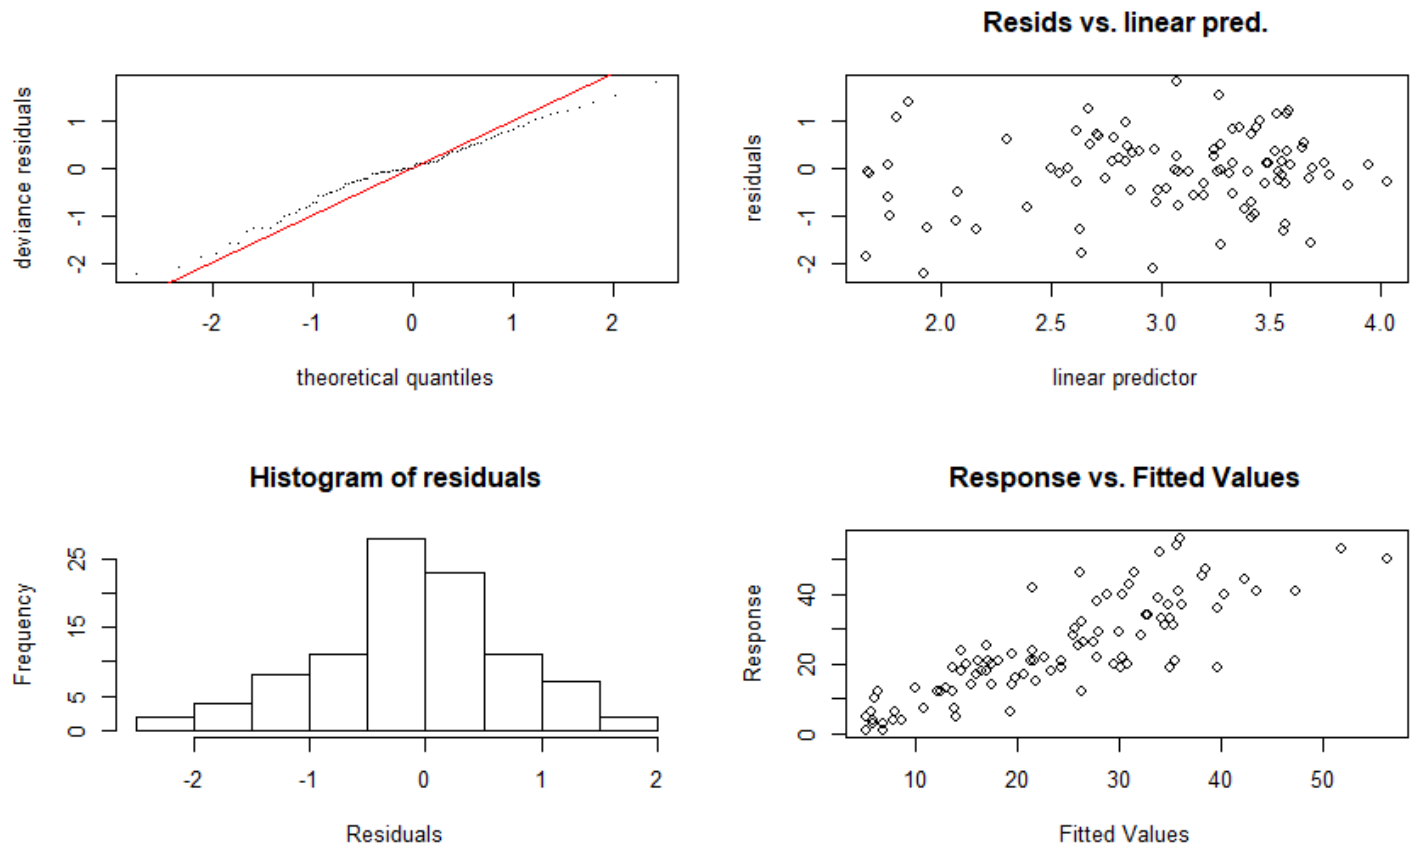 deviance residuals
1
0
-1
-2
-2 -1 0 1 2
theoretical quantiles
Resids vs. linear pred.
residuals
1
0
-1
-2
2.0 2.5 3.0 3.5 4.0
linear predictor
Histogram of residuals
Frequency
25
15
5
0
-2 -1 0 1 2
Residuals
Response vs. Fitted Values
Response
40
20
0
10 20 30 40 50
Fitted Values